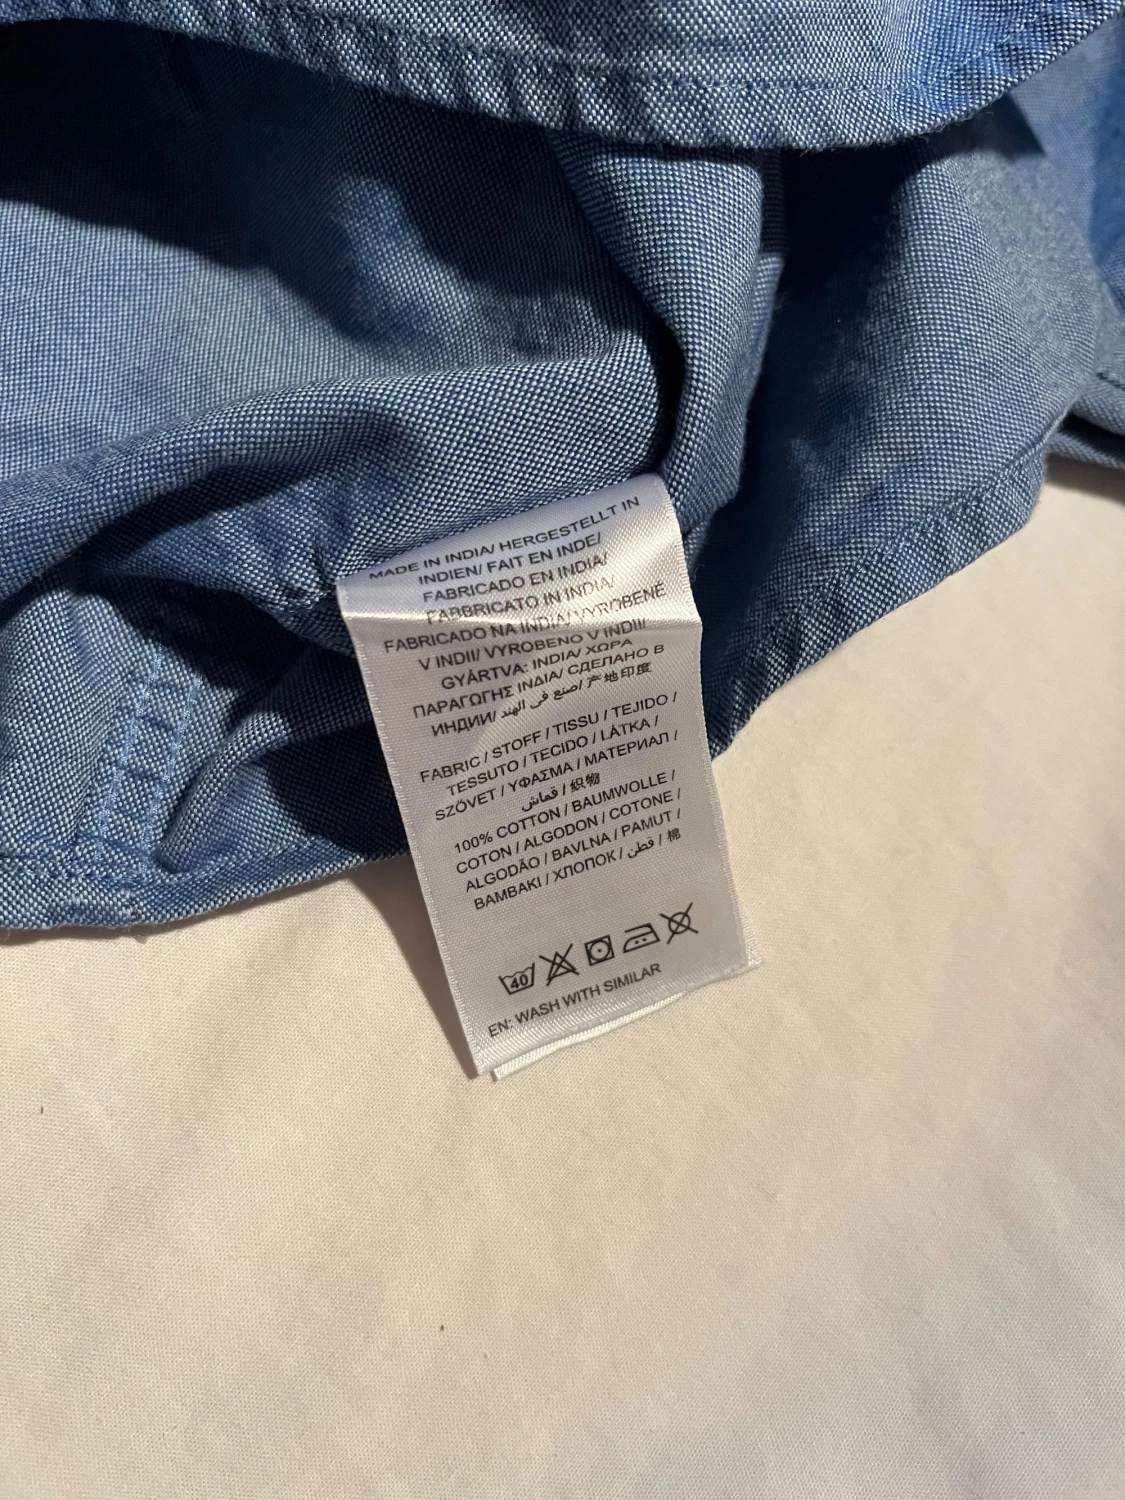 MADE IN INDIA/ HERGESTELLT IN
INDIEN/ FAIT EN INDE/
FABRICADO EN INDIA/
FABBRICATO IN INDIA/
FABRICADO NA INDIA/ VYROBENÉ
V INDII/ VYROBENO V INDII/
GYÁRTVA: INDIA/ ΧΩΡΑ
ΠΑΡΑΓΩΓΗΣ ΙΝΔΙΑ/ СДЕЛАНО В
ИНДИИ/ صنع في الهند/ 产地印度
FABRIC / STOFF / TISSU / TEJIDO /
TESSUTO / TECIDO / LÁTKA /
SZÖVET / ΥΦΑΣΜΑ / МАТЕРИАЛ /
قماش / 织物
100% COTTON / BAUMWOLLE /
COTON / ALGODON / COTONE /
ALGODÃO / BAVLNA / PAMUT /
ΒΑΜΒΑΚΙ / ХЛОПОК / قطن / 棉
40
EN: WASH WITH SIMILAR